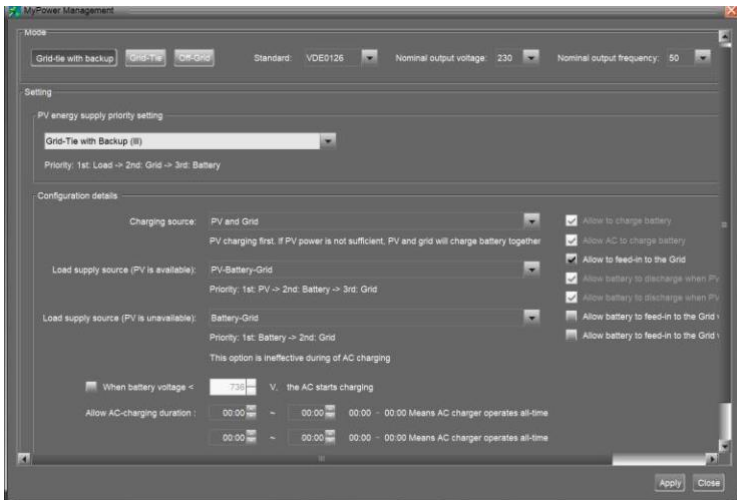 MyPower Management
Mode
Grid-tie with backup Grid-Tie Off-Grid Standard: VDE0126 Nominal output voltage: 230 Nominal output frequency: 50
Setting
PV energy supply priority setting
Grid-Tie with Backup (III)
Priority: 1st: Load -> 2nd: Grid -> 3rd: Battery
Configuration details
Charging source: PV and Grid Allow to charge battery
PV charging first. If PV power is not sufficient, PV and grid will charge battery together Allow AC to charge battery
Allow to feed-in to the Grid
Load supply source (PV is available): PV-Battery-Grid Allow battery to discharge when PV
Priority: 1st: PV -> 2nd: Battery -> 3rd: Grid Allow battery to discharge when PV
Load supply source (PV is unavailable): Battery-Grid Allow battery to feed-in to the Grid
Priority: 1st: Battery -> 2nd: Grid Allow battery to feed-in to the Grid
This option is ineffective during of AC charging
When battery voltage < 736 V, the AC starts charging
Allow AC-charging duration : 00:00 ~ 00:00 00:00 - 00:00 Means AC charger operates all-time
00:00 ~ 00:00 00:00 - 00:00 Means AC charger operates all-time
Apply Close